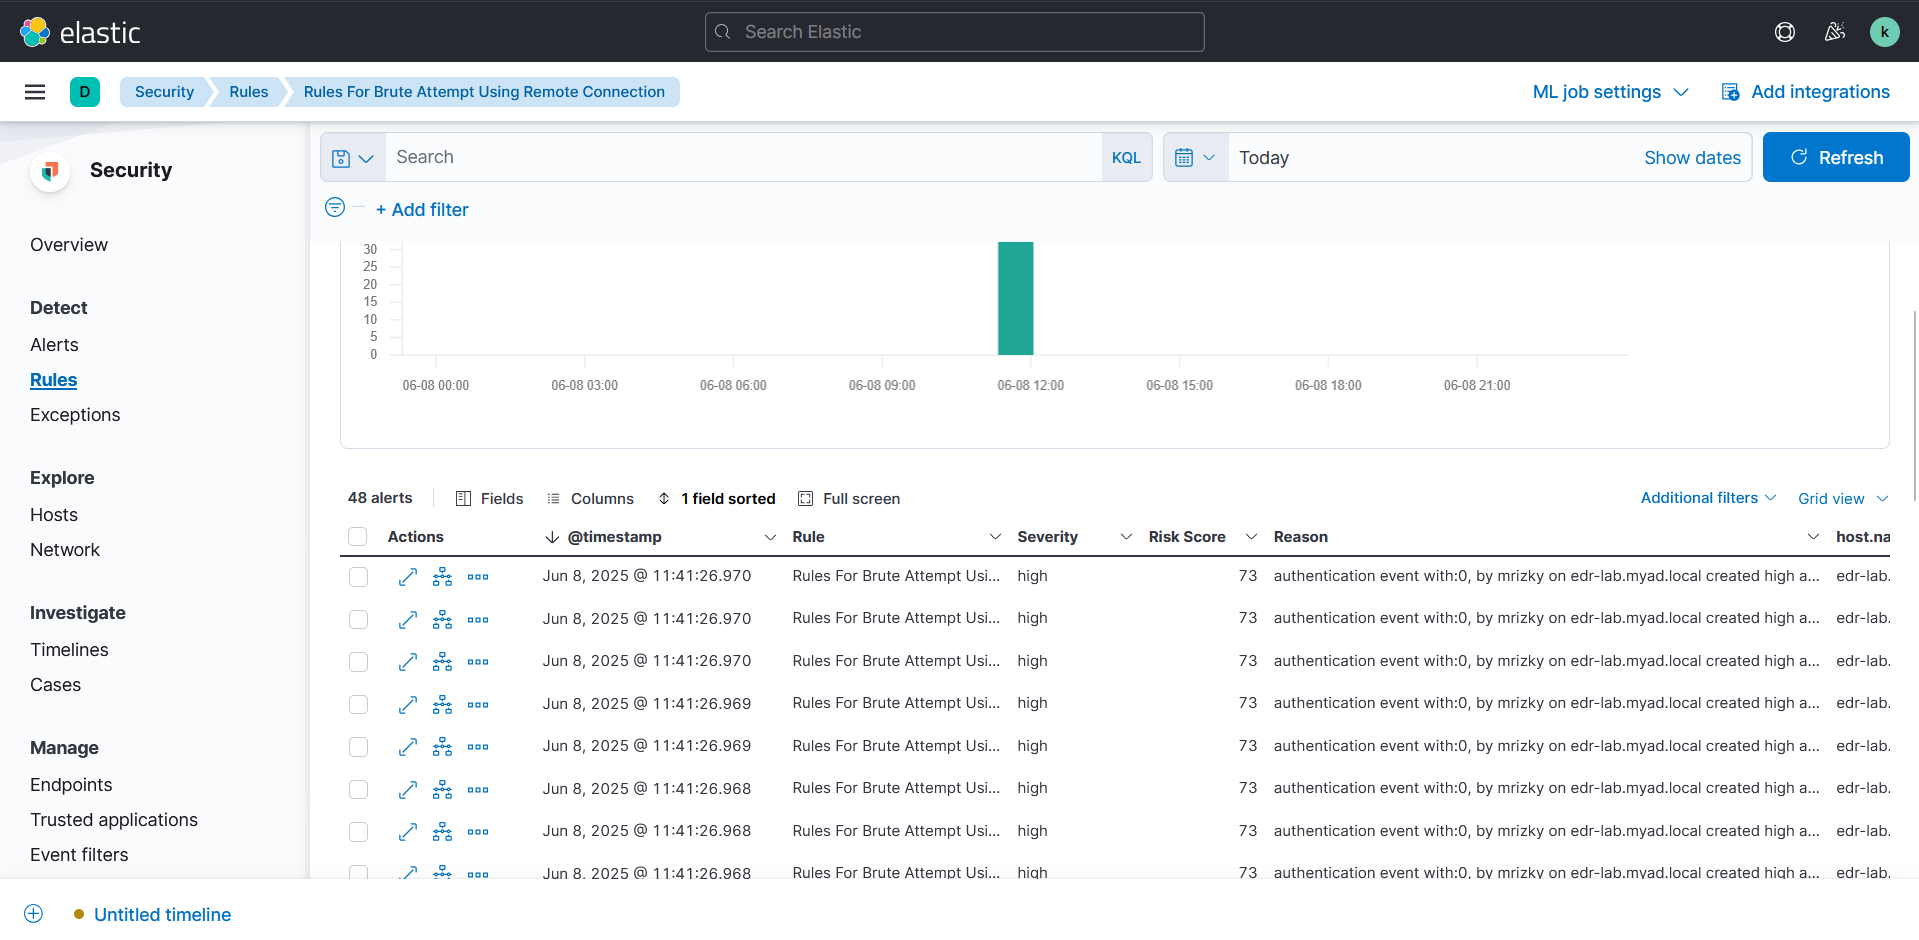 elastic
Search Elastic
k
D
Security
Rules
Rules For Brute Attempt Using Remote Connection
ML job settings
Add integrations
Security
Overview
Detect
Alerts
Rules
Exceptions
Explore
Hosts
Network
Investigate
Timelines
Cases
Manage
Endpoints
Trusted applications
Event filters
Search
KQL
Today
Show dates
Refresh
+ Add filter
30
25
20
15
10
5
0
06-08 00:00
06-08 03:00
06-08 06:00
06-08 09:00
06-08 12:00
06-08 15:00
06-08 18:00
06-08 21:00
48 alerts
Fields
Columns
1 field sorted
Full screen
Additional filters
Grid view
Actions @timestamp Rule Severity Risk Score Reason host.na
Jun 8, 2025 @ 11:41:26.970 Rules For Brute Attempt Usi... high 73 authentication event with:0, by mrizky on edr-lab.myad.local created high a... edr-lab.
Jun 8, 2025 @ 11:41:26.970 Rules For Brute Attempt Usi... high 73 authentication event with:0, by mrizky on edr-lab.myad.local created high a... edr-lab.
Jun 8, 2025 @ 11:41:26.970 Rules For Brute Attempt Usi... high 73 authentication event with:0, by mrizky on edr-lab.myad.local created high a... edr-lab.
Jun 8, 2025 @ 11:41:26.969 Rules For Brute Attempt Usi... high 73 authentication event with:0, by mrizky on edr-lab.myad.local created high a... edr-lab.
Jun 8, 2025 @ 11:41:26.969 Rules For Brute Attempt Usi... high 73 authentication event with:0, by mrizky on edr-lab.myad.local created high a... edr-lab.
Jun 8, 2025 @ 11:41:26.968 Rules For Brute Attempt Usi... high 73 authentication event with:0, by mrizky on edr-lab.myad.local created high a... edr-lab.
Jun 8, 2025 @ 11:41:26.968 Rules For Brute Attempt Usi... high 73 authentication event with:0, by mrizky on edr-lab.myad.local created high a... edr-lab.
Jun 8, 2025 @ 11:41:26.968 Rules For Brute Attempt Usi... high 73 authentication event with:0, by mrizky on edr-lab.myad.local created high a... edr-lab.
Untitled timeline